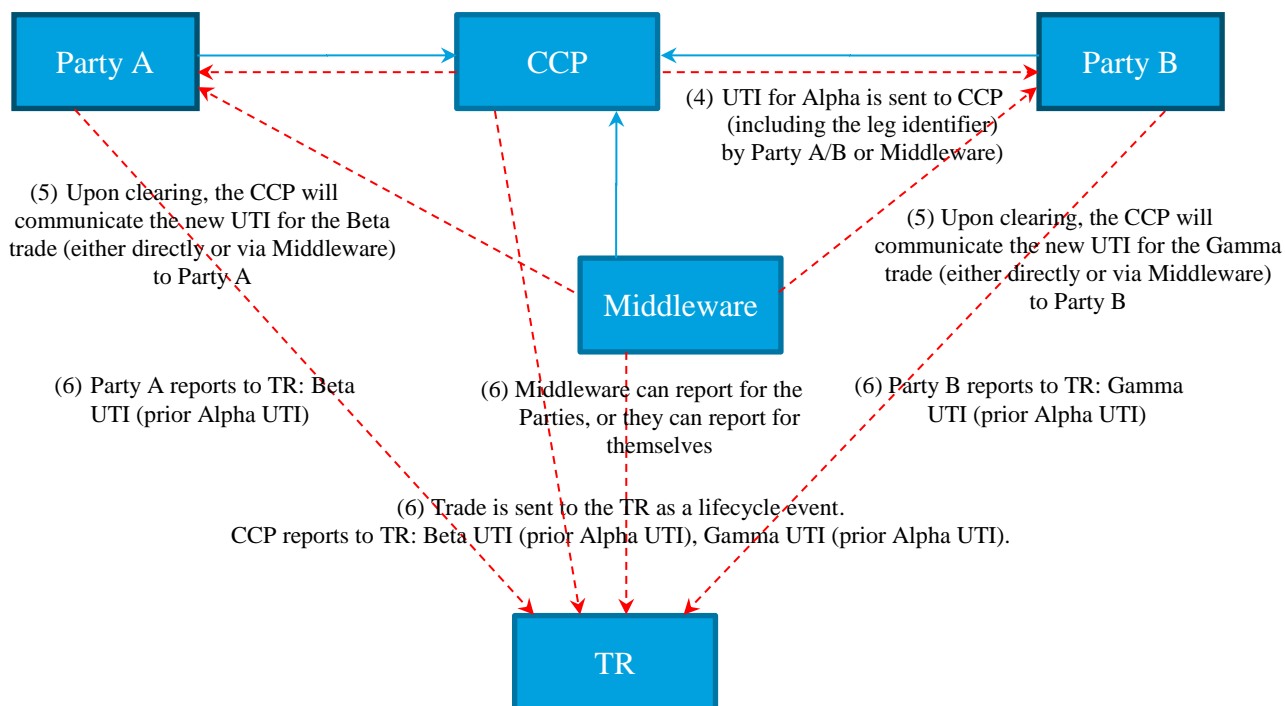 Party A
CCP
Party B
(4) UTI for Alpha is sent to CCP
(including the leg identifier)
by Party A/B or Middleware)
(5) Upon clearing, the CCP will
communicate the new UTI for the Beta
trade (either directly or via Middleware)
to Party A
(5) Upon clearing, the CCP will
communicate the new UTI for the Gamma
trade (either directly or via Middleware)
to Party B
Middleware
(6) Party A reports to TR: Beta
UTI (prior Alpha UTI)
(6) Middleware can report for the
Parties, or they can report for
themselves
(6) Party B reports to TR: Gamma
UTI (prior Alpha UTI)
(6) Trade is sent to the TR as a lifecycle event.
CCP reports to TR: Beta UTI (prior Alpha UTI), Gamma UTI (prior Alpha UTI).
TR